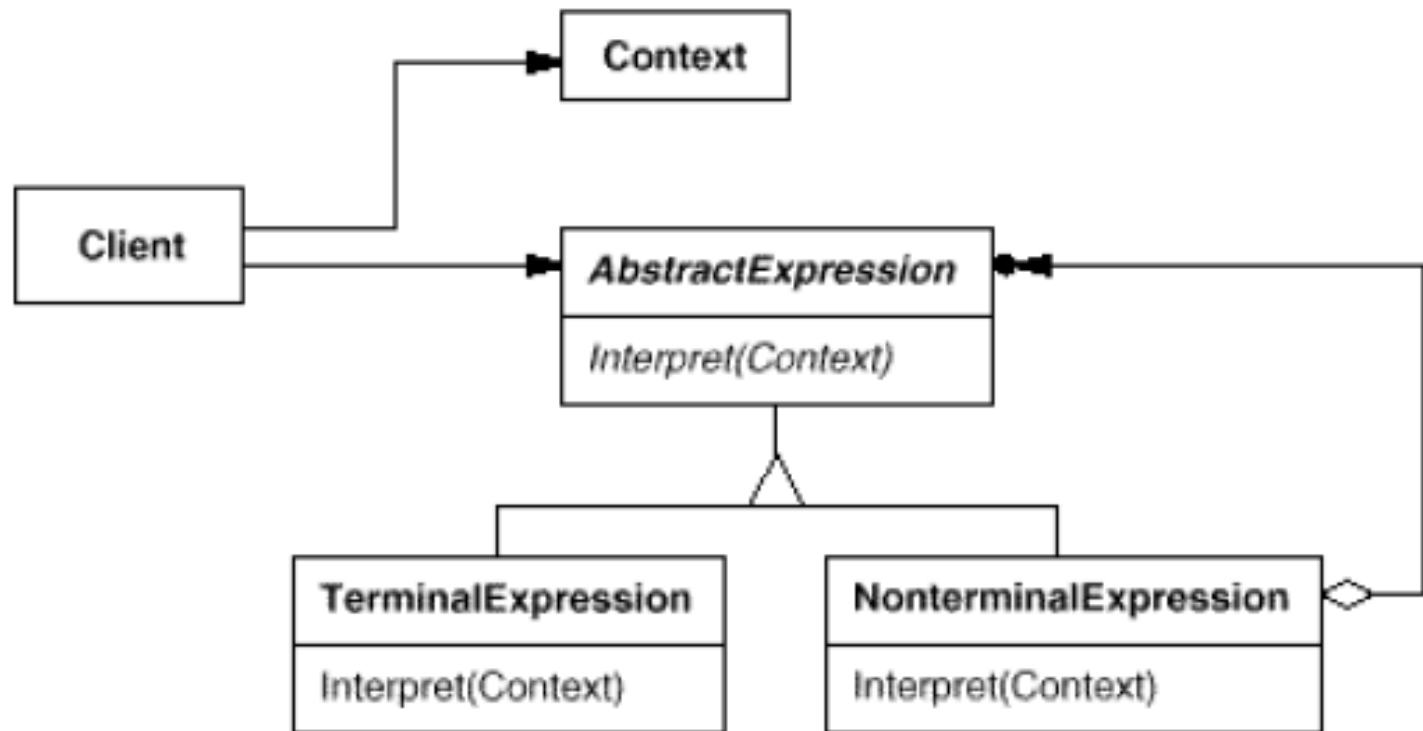 Context
Client
AbstractExpression
Interpret(Context)
TerminalExpression
NonterminalExpression
Interpret(Context)
Interpret(Context)